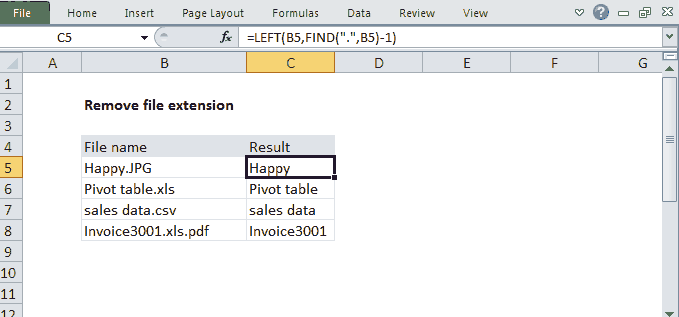 File Home Insert Page Layout Formulas Data Review View
C5 fx =LEFT(B5,FIND(".",B5)-1)
A B C D E F G
1
2 Remove file extension
3
4 File name Result
5 Happy.JPG Happy
6 Pivot table.xls Pivot table
7 sales data.csv sales data
8 Invoice3001.xls.pdf Invoice3001
9
10
11
12